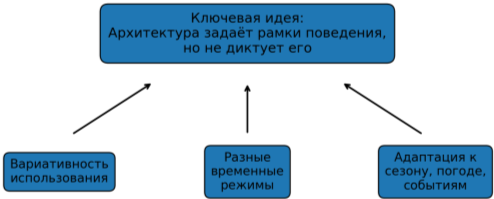 Ключевая идея:
Архитектура задаёт рамки поведения,
но не диктует его
Вариативность
использования
Разные
временные
режимы
Адаптация к
сезону, погоде,
событиям